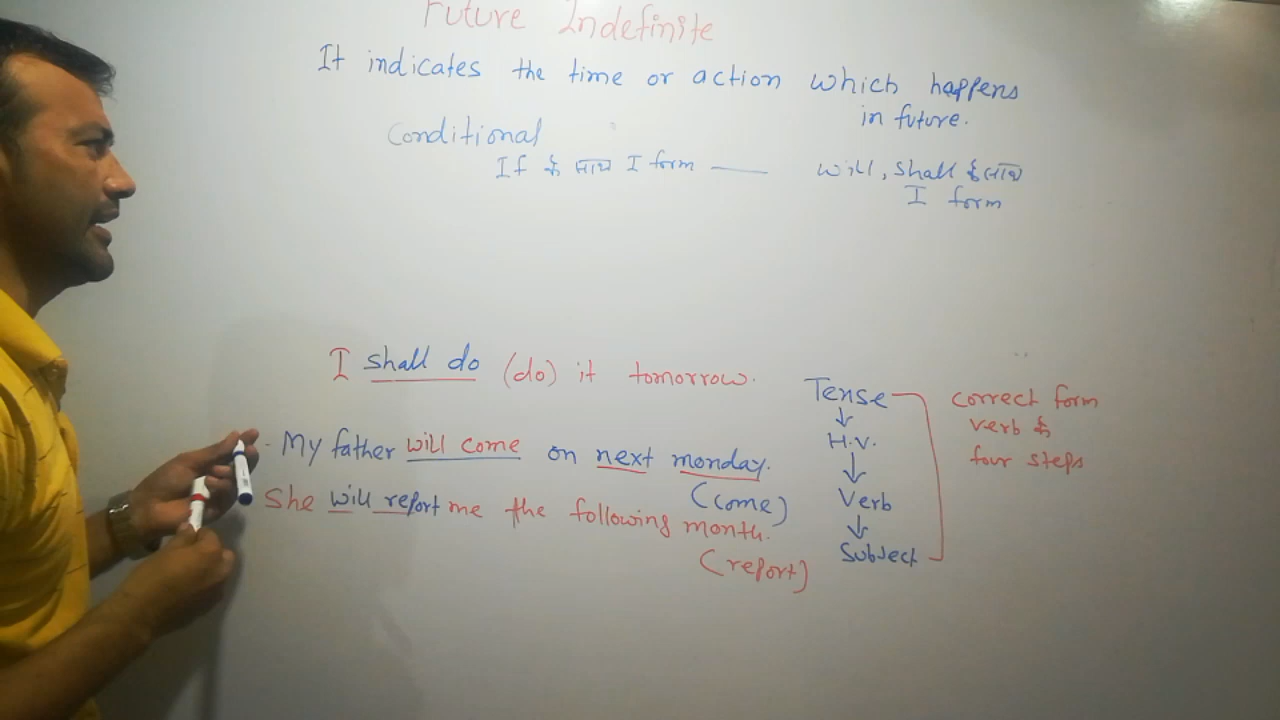 Future Indefinite
It indicates the time or action which happens
in future.
Conditional
If के साथ I form — will, shall के साथ
I form
I shall do (do) it tomorrow.
My father will come on next monday.
(come)
She will report me the following month.
(report)
Tense
↓
H.V.
↓
Verb
↓
Subject
correct form
verb के
four steps